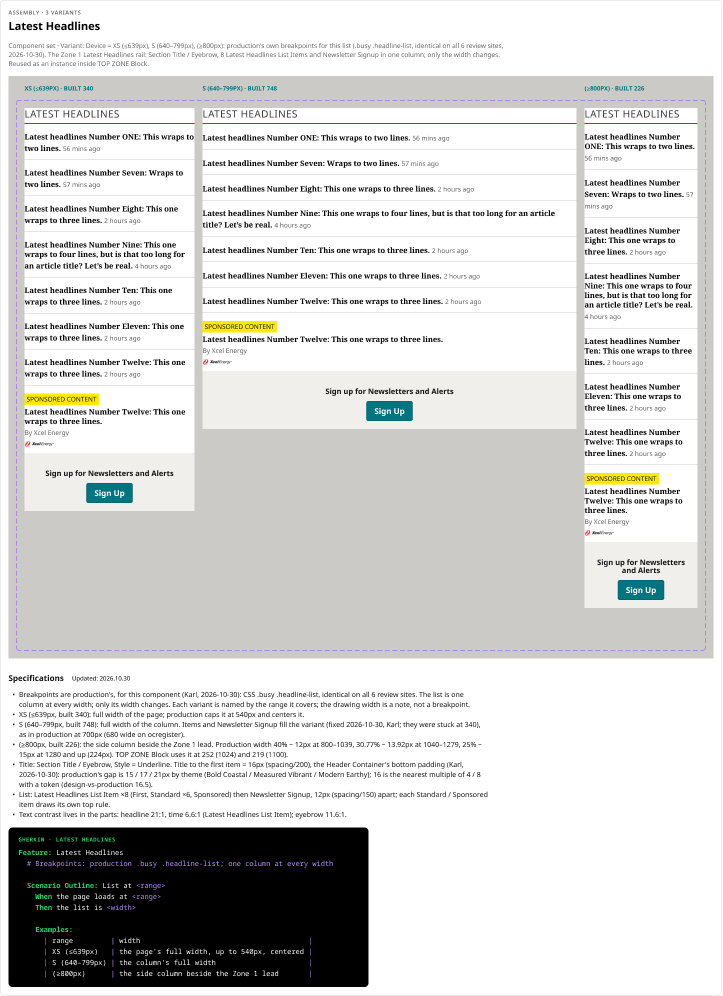 ASSEMBLY · 3 VARIANTS
Latest Headlines
Component set · Variant: Device = XS (≤639px), S (640–799px), (≥800px): production's own breakpoints for this list (.busy .headline-list, identical on all 6 review sites,
2026-10-30). The Zone 1 Latest Headlines rail: Section Title / Eyebrow, 8 Latest Headlines List Items and Newsletter Signup in one column; only the width changes.
Reused as an instance inside TOP ZONE Block.
XS (≤639PX) · BUILT 340
LATEST HEADLINES
Latest headlines Number ONE: This wraps to
two lines. 56 mins ago
Latest headlines Number Seven: Wraps to
two lines. 57 mins ago
Latest headlines Number Eight: This one
wraps to three lines. 2 hours ago
Latest headlines Number Nine: This one
wraps to four lines, but is that too long for
an article title? Let's be real. 4 hours ago
Latest headlines Number Ten: This one
wraps to three lines. 2 hours ago
Latest headlines Number Eleven: This one
wraps to three lines. 2 hours ago
Latest headlines Number Twelve: This one
wraps to three lines. 2 hours ago
SPONSORED CONTENT
Latest headlines Number Twelve: This one
wraps to three lines.
By Xcel Energy
XcelEnergy
Sign up for Newsletters and Alerts
Sign Up
S (640–799PX) · BUILT 748
LATEST HEADLINES
Latest headlines Number ONE: This one wraps to two lines. 56 mins ago
Latest headlines Number Seven: Wraps to two lines. 57 mins ago
Latest headlines Number Eight: This one wraps to three lines. 2 hours ago
Latest headlines Number Nine: This one wraps to four lines, but is that too long for an article
title? Let's be real. 4 hours ago
Latest headlines Number Ten: This one wraps to three lines. 2 hours ago
Latest headlines Number Eleven: This one wraps to three lines. 2 hours ago
Latest headlines Number Twelve: This one wraps to three lines. 2 hours ago
SPONSORED CONTENT
Latest headlines Number Twelve: This one wraps to three lines.
By Xcel Energy
XcelEnergy
Sign up for Newsletters and Alerts
Sign Up
(≥800PX) · BUILT 226
LATEST HEADLINES
Latest headlines Number
ONE: This wraps to two lines.
56 mins ago
Latest headlines Number
Seven: Wraps to two lines. 57
mins ago
Latest headlines Number
Eight: This one wraps to
three lines. 2 hours ago
Latest headlines Number
Nine: This one wraps to four
lines, but is that too long for
an article title? Let's be real.
4 hours ago
Latest headlines Number
Ten: This one wraps to three
lines. 2 hours ago
Latest headlines Number
Eleven: This one wraps to
three lines. 2 hours ago
Latest headlines Number
Twelve: This one wraps to
three lines. 2 hours ago
SPONSORED CONTENT
Latest headlines Number
Twelve: This one wraps to
three lines.
By Xcel Energy
XcelEnergy
Sign up for Newsletters
and Alerts
Sign Up
Specifications Updated: 2026.10.30
• Breakpoints are production's, for this component (Karl, 2026-10-30): CSS .busy .headline-list, identical on all 6 review sites. The list is one
column at every width; only its width changes. Each variant is named by the range it covers; the drawing width is a note, not a breakpoint.
• XS (≤639px, built 340): full width of the page; production caps it at 540px and centers it.
• S (640–799px, built 748): full width of the column. Items and Newsletter Signup fill the variant (fixed 2026-10-30, Karl; they were stuck at 340),
as in production at 700px (680 wide on ocregister).
• (≥800px, built 226): the side column beside the Zone 1 lead. Production width 40% − 12px at 800–1039, 30.77% − 13.92px at 1040–1279, 25% −
15px at 1280 and up (224px). TOP ZONE Block uses it at 252 (1024) and 219 (1100).
• Title: Section Title / Eyebrow, Style = Underline. Title to the first item = 16px (spacing/200), the Header Container's bottom padding (Karl,
2026-10-30): production's gap is 15 / 17 / 21px by theme (Bold Coastal / Measured Vibrant / Modern Earthy); 16 is the nearest multiple of 4 / 8
with a token (design-vs-production 16.5).
• List: Latest Headlines List Item ×8 (First, Standard ×6, Sponsored) then Newsletter Signup, 12px (spacing/150) apart; each Standard / Sponsored
item draws its own top rule.
• Text contrast lives in the parts: headline 21:1, time 6.6:1 (Latest Headlines List Item); eyebrow 11.6:1.
GHERKIN · LATEST HEADLINES
Feature: Latest Headlines
# Breakpoints: production .busy .headline-list; one column at every width
Scenario Outline: List at <range>
When the page loads at <range>
Then the list is <width>
Examples:
| range | width |
| XS (≤639px) | the page's full width, up to 540px, centered |
| S (640–799px) | the column's full width |
| (≥800px) | the side column beside the Zone 1 lead |